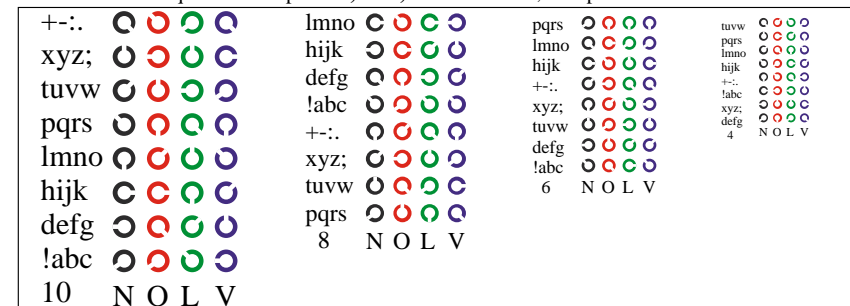 +-:.
xyz;
tuvw
pqrs
lmno
hijk
defg
!abc
10 N O L V
lmno
hijk
defg
!abc
+-:.
xyz;
tuvw
pqrs
8 N O L V
pqrs
lmno
hijk
+-:.
xyz;
tuvw
defg
!abc
6 N O L V
tuvw
pqrs
lmno
hijk
+-:.
!abc
xyz;
defg
4 N O L V